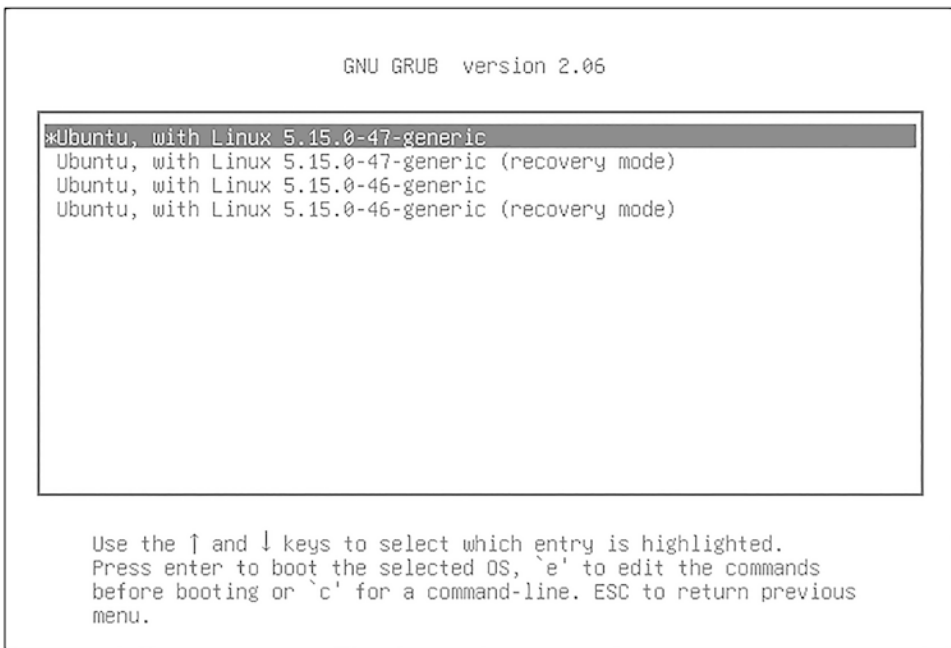 GNU GRUB  version 2.06
*Ubuntu, with Linux 5.15.0-47-generic
Ubuntu, with Linux 5.15.0-47-generic (recovery mode)
Ubuntu, with Linux 5.15.0-46-generic
Ubuntu, with Linux 5.15.0-46-generic (recovery mode)
Use the ↑ and ↓ keys to select which entry is highlighted.
Press enter to boot the selected OS, `e' to edit the commands
before booting or `c' for a command-line. ESC to return previous
menu.